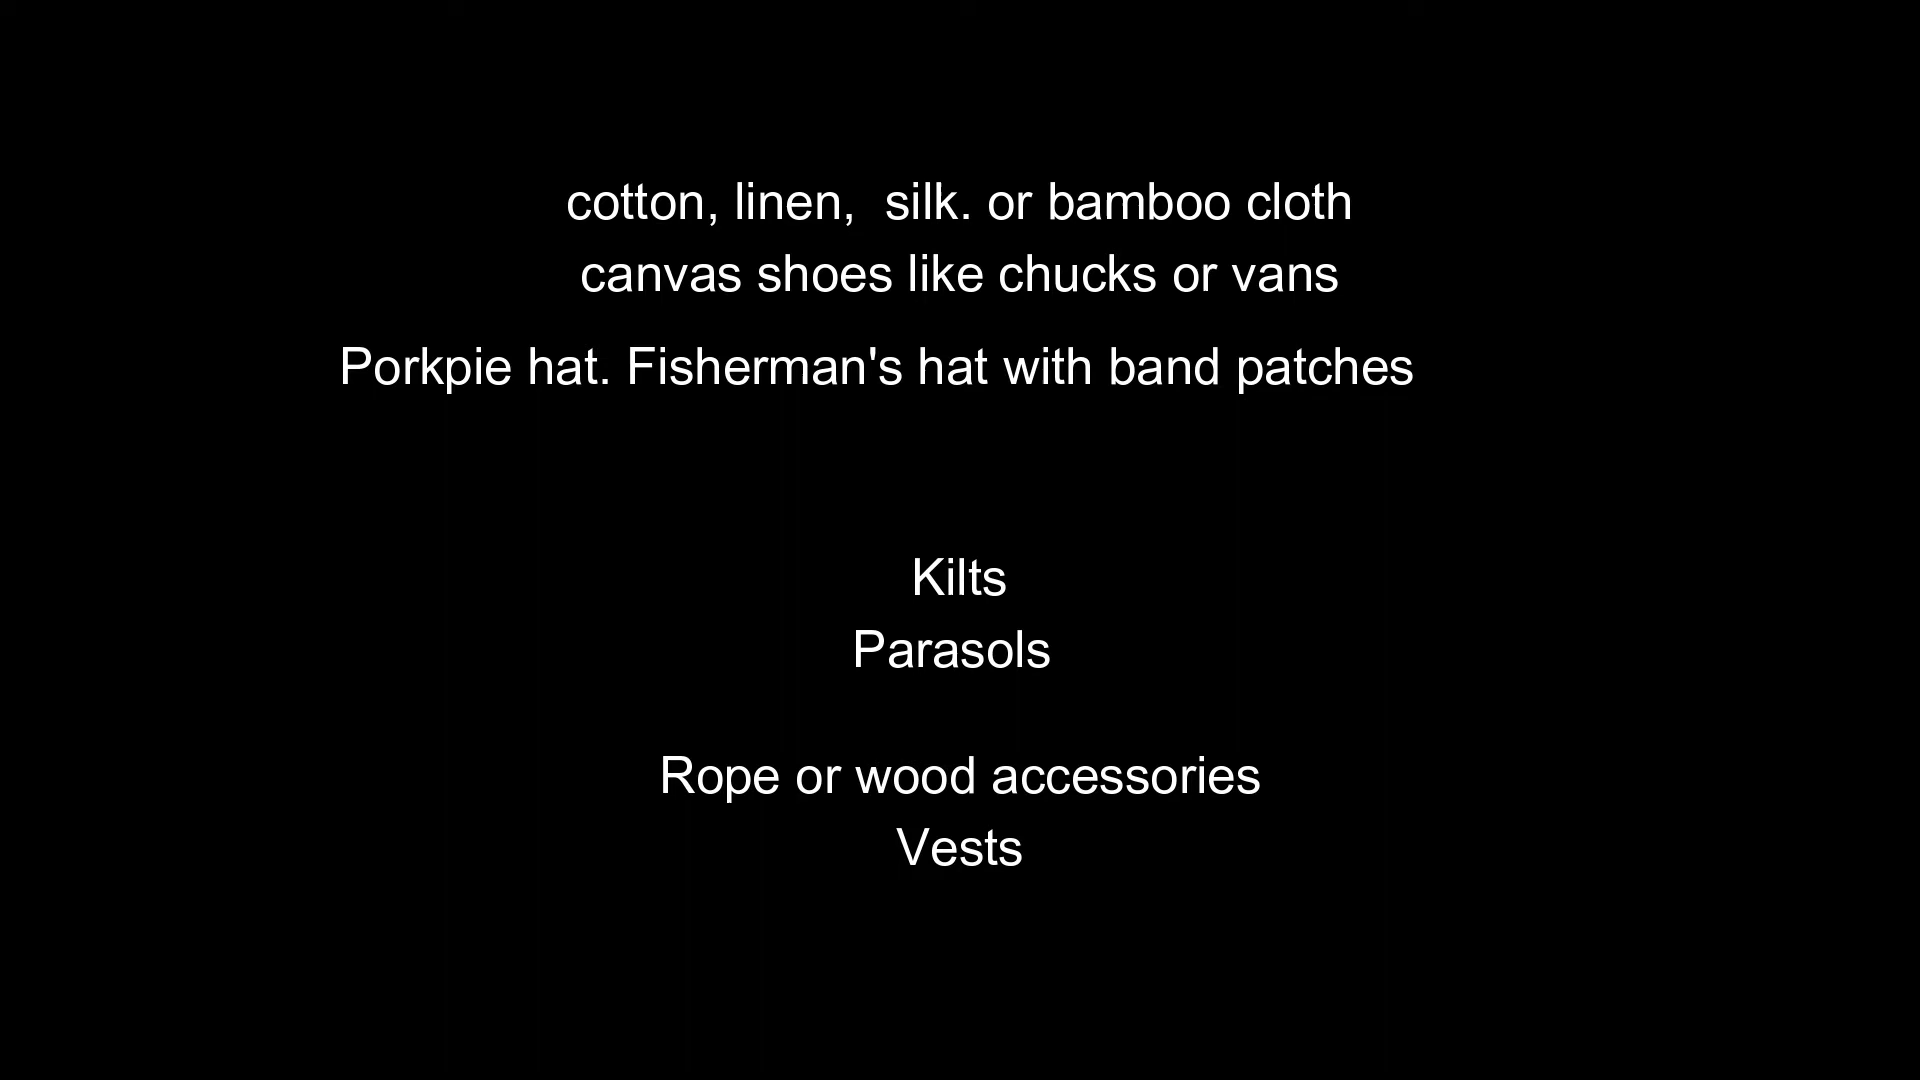 cotton, linen,  silk. or bamboo cloth
canvas shoes like chucks or vans
Porkpie hat. Fisherman's hat with band patches
Kilts
Parasols
Rope or wood accessories
Vests